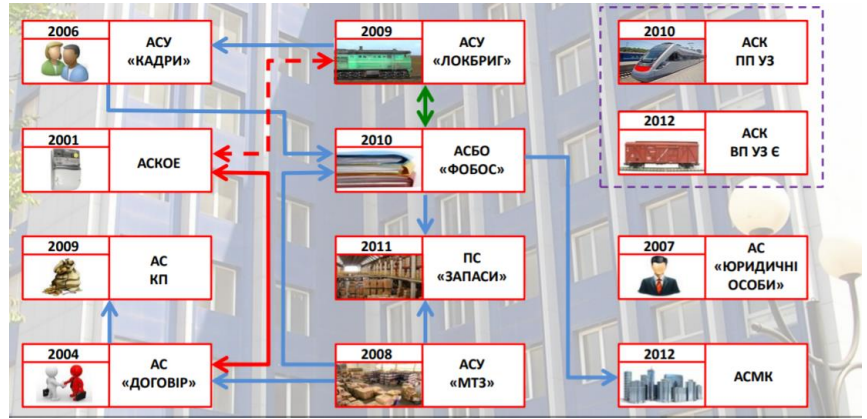 2006
АСУ
«КАДРИ»
2009
АСУ
«ЛОКБРИГ»
2010
АСК
ПП УЗ
2001
АСКОЕ
2010
АСБО
«ФОБОС»
2012
АСК
ВП УЗ Є
2009
АС
КП
2011
ПС
«ЗАПАСИ»
2007
АС
«ЮРИДИЧНІ
ОСОБИ»
2004
АС
«ДОГОВІР»
2008
АСУ
«МТЗ»
2012
АСМК